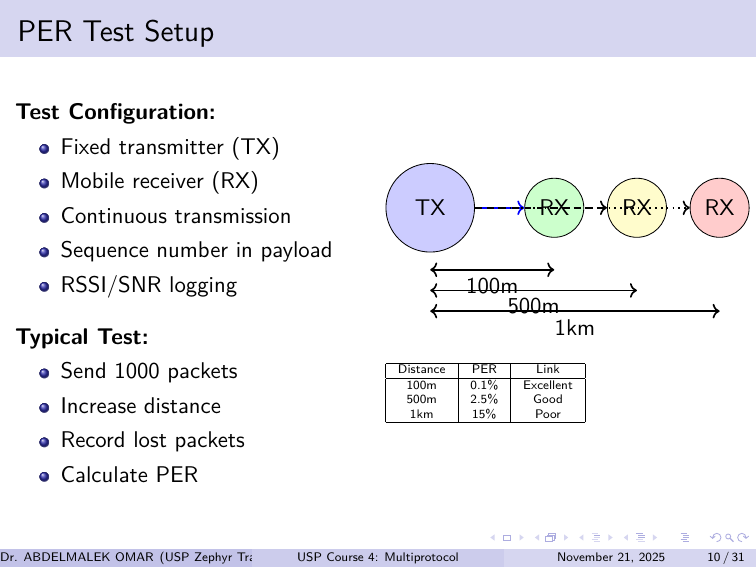 PER Test Setup
Test Configuration:
Fixed transmitter (TX)
Mobile receiver (RX)
Continuous transmission
Sequence number in payload
RSSI/SNR logging
Typical Test:
Send 1000 packets
Increase distance
Record lost packets
Calculate PER
TX RX RX RX
100m
500m
1km
Distance PER Link
100m 0.1% Excellent
500m 2.5% Good
1km 15% Poor
Dr. ABDELMALEK OMAR (USP Zephyr Tra USP Course 4: Multiprotocol November 21, 2025 10 / 31